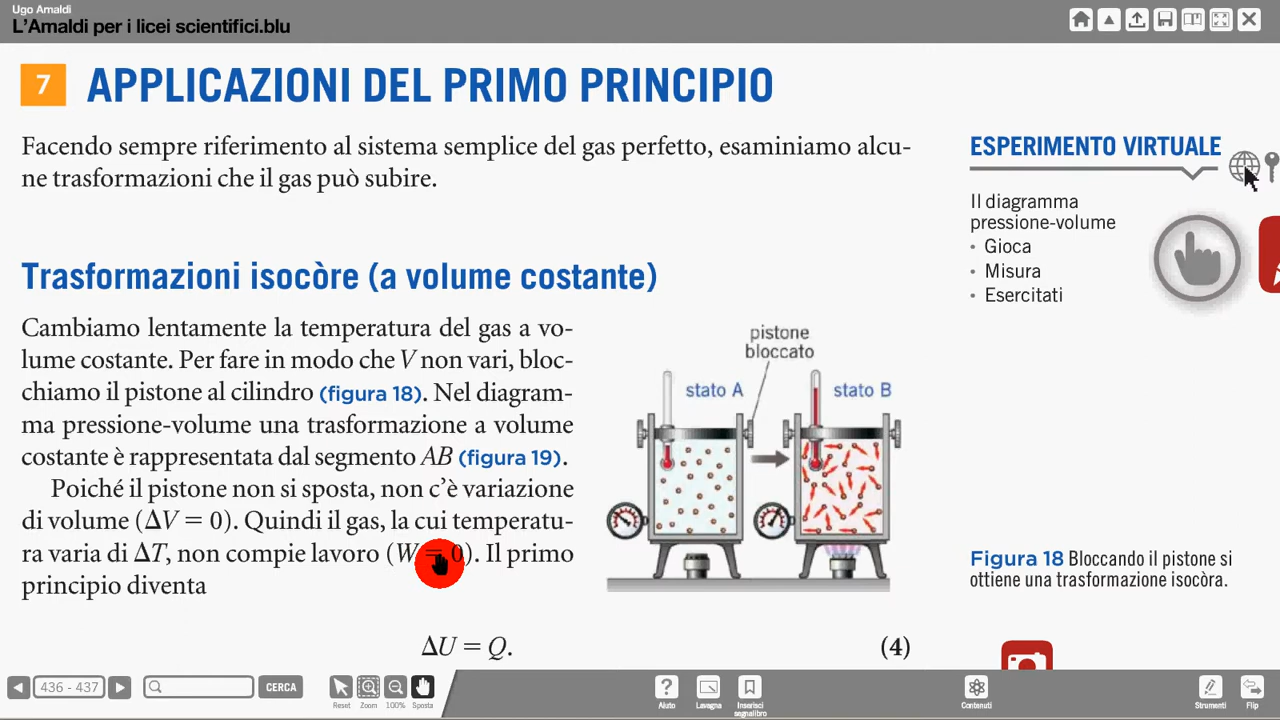 Ugo Amaldi
L'Amaldi per i licei scientifici.blu
7 APPLICAZIONI DEL PRIMO PRINCIPIO
Facendo sempre riferimento al sistema semplice del gas perfetto, esaminiamo alcu-
ne trasformazioni che il gas può subire.
ESPERIMENTO VIRTUALE
Il diagramma
pressione-volume
• Gioca
• Misura
• Esercitati
Trasformazioni isocòre (a volume costante)
Cambiamo lentamente la temperatura del gas a vo-
lume costante. Per fare in modo che V non vari, bloc-
chiamo il pistone al cilindro (figura 18). Nel diagram-
ma pressione-volume una trasformazione a volume
costante è rappresentata dal segmento AB (figura 19).
Poiché il pistone non si sposta, non c'è variazione
di volume (ΔV = 0). Quindi il gas, la cui temperatu-
ra varia di ΔT, non compie lavoro (W = 0). Il primo
principio diventa
ΔU = Q. (4)
pistone
bloccato
stato A
stato B
Figura 18 Bloccando il pistone si
ottiene una trasformazione isocòra.
436 - 437
CERCA
Reset
Zoom
100%
Sposta
Aiuto
Lavagna
Inserisci
segnalibro
Contenuti
Strumenti
Flip